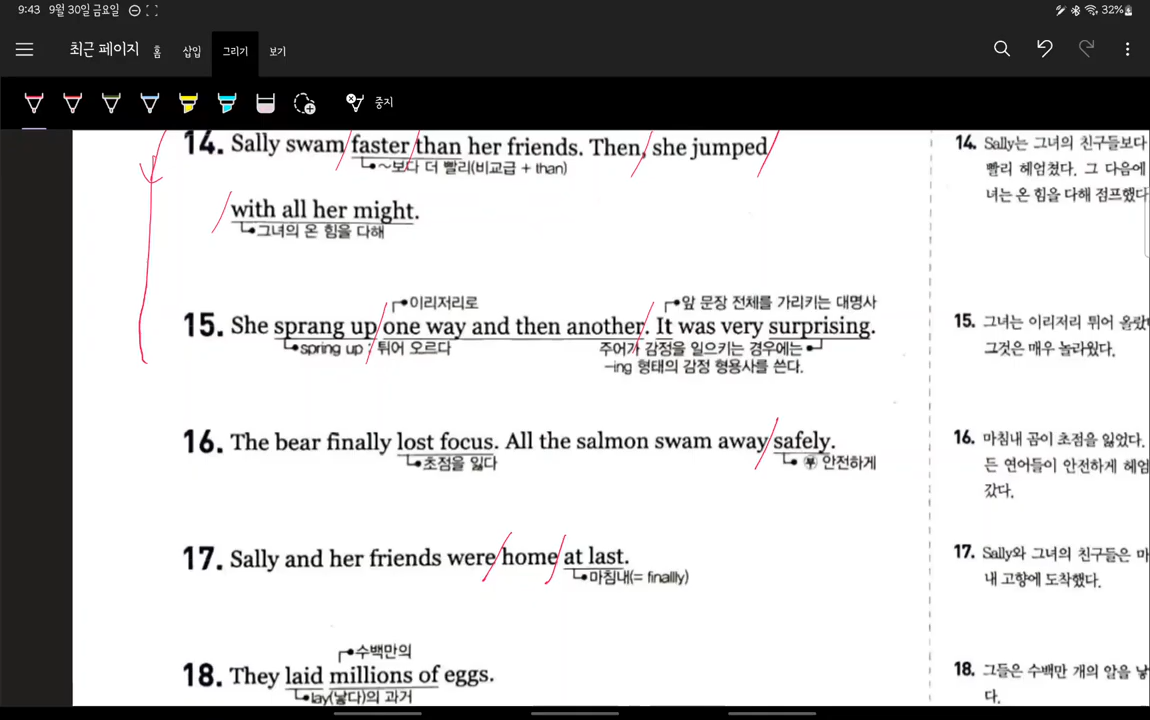 9:43 9월 30일 금요일
32%
최근 페이지 홈 삽입 그리기 보기
중지
14. Sally swam faster than her friends. Then, she jumped
~보다 더 빨리(비교급 + than)
with all her might.
그녀의 온 힘을 다해
이리저리로
앞 문장 전체를 가리키는 대명사
15. She sprang up one way and then another. It was very surprising.
spring up : 튀어 오르다
주어가 감정을 일으키는 경우에는
-ing 형태의 감정 형용사를 쓴다.
16. The bear finally lost focus. All the salmon swam away safely.
초점을 잃다
부 안전하게
17. Sally and her friends were home at last.
마침내(= finallly)
수백만의
18. They laid millions of eggs.
lay(낳다)의 과거
14. Sally는 그녀의 친구들보다
빨리 헤엄쳤다. 그 다음에
녀는 온 힘을 다해 점프했다
15. 그녀는 이리저리 튀어 올랐
그것은 매우 놀라웠다.
16. 마침내 곰이 초점을 잃었다.
든 연어들이 안전하게 헤엄
갔다.
17. Sally와 그녀의 친구들은 마
내 고향에 도착했다.
18. 그들은 수백만 개의 알을 낳
다.